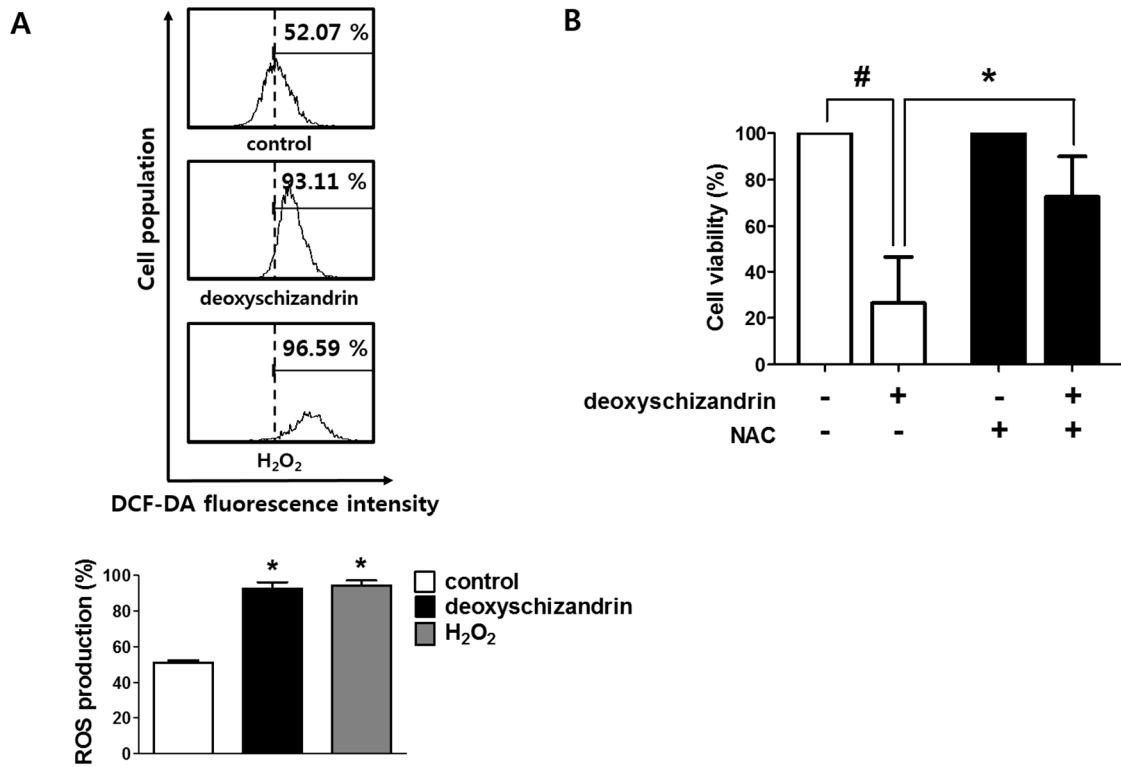 A
Cell population
52.07 %
control
93.11 %
deoxyschizandrin
96.59 %
H₂O₂
DCF-DA fluorescence intensity
ROS production (%)
100
80
60
40
20
0
*
*
control
deoxyschizandrin
H₂O₂
B
#
*
Cell viability (%)
100
80
60
40
20
0
deoxyschizandrin - + - +
NAC - - + +